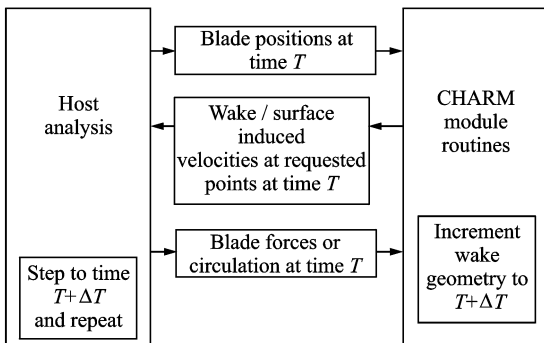 Host
analysis
Step to time
T+ΔT
and repeat
Blade positions at
time T
Wake / surface
induced
velocities at requested
points at time T
Blade forces or
circulation at time T
CHARM
module
routines
Increment
wake
geometry to
T+ΔT